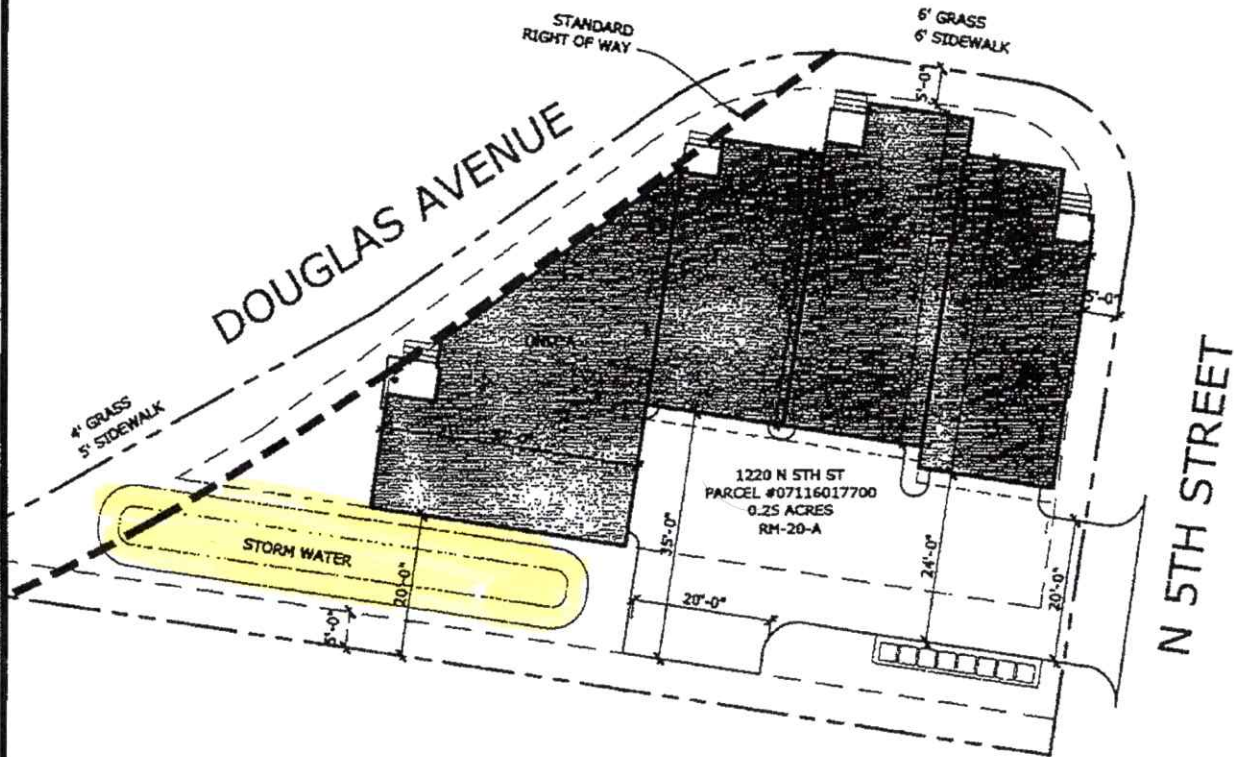 STANDARD
RIGHT OF WAY
6' GRASS
6' SIDEWALK
5'-0"
DOUGLAS AVENUE
4' GRASS
5' SIDEWALK
5'-0"
N 5TH STREET
1220 N 5TH ST
PARCEL #07116017700
0.25 ACRES
RM-20-A
STORM WATER
20'-0"
35'-0"
24'-0"
20'-0"
20'-0"
5'-0"